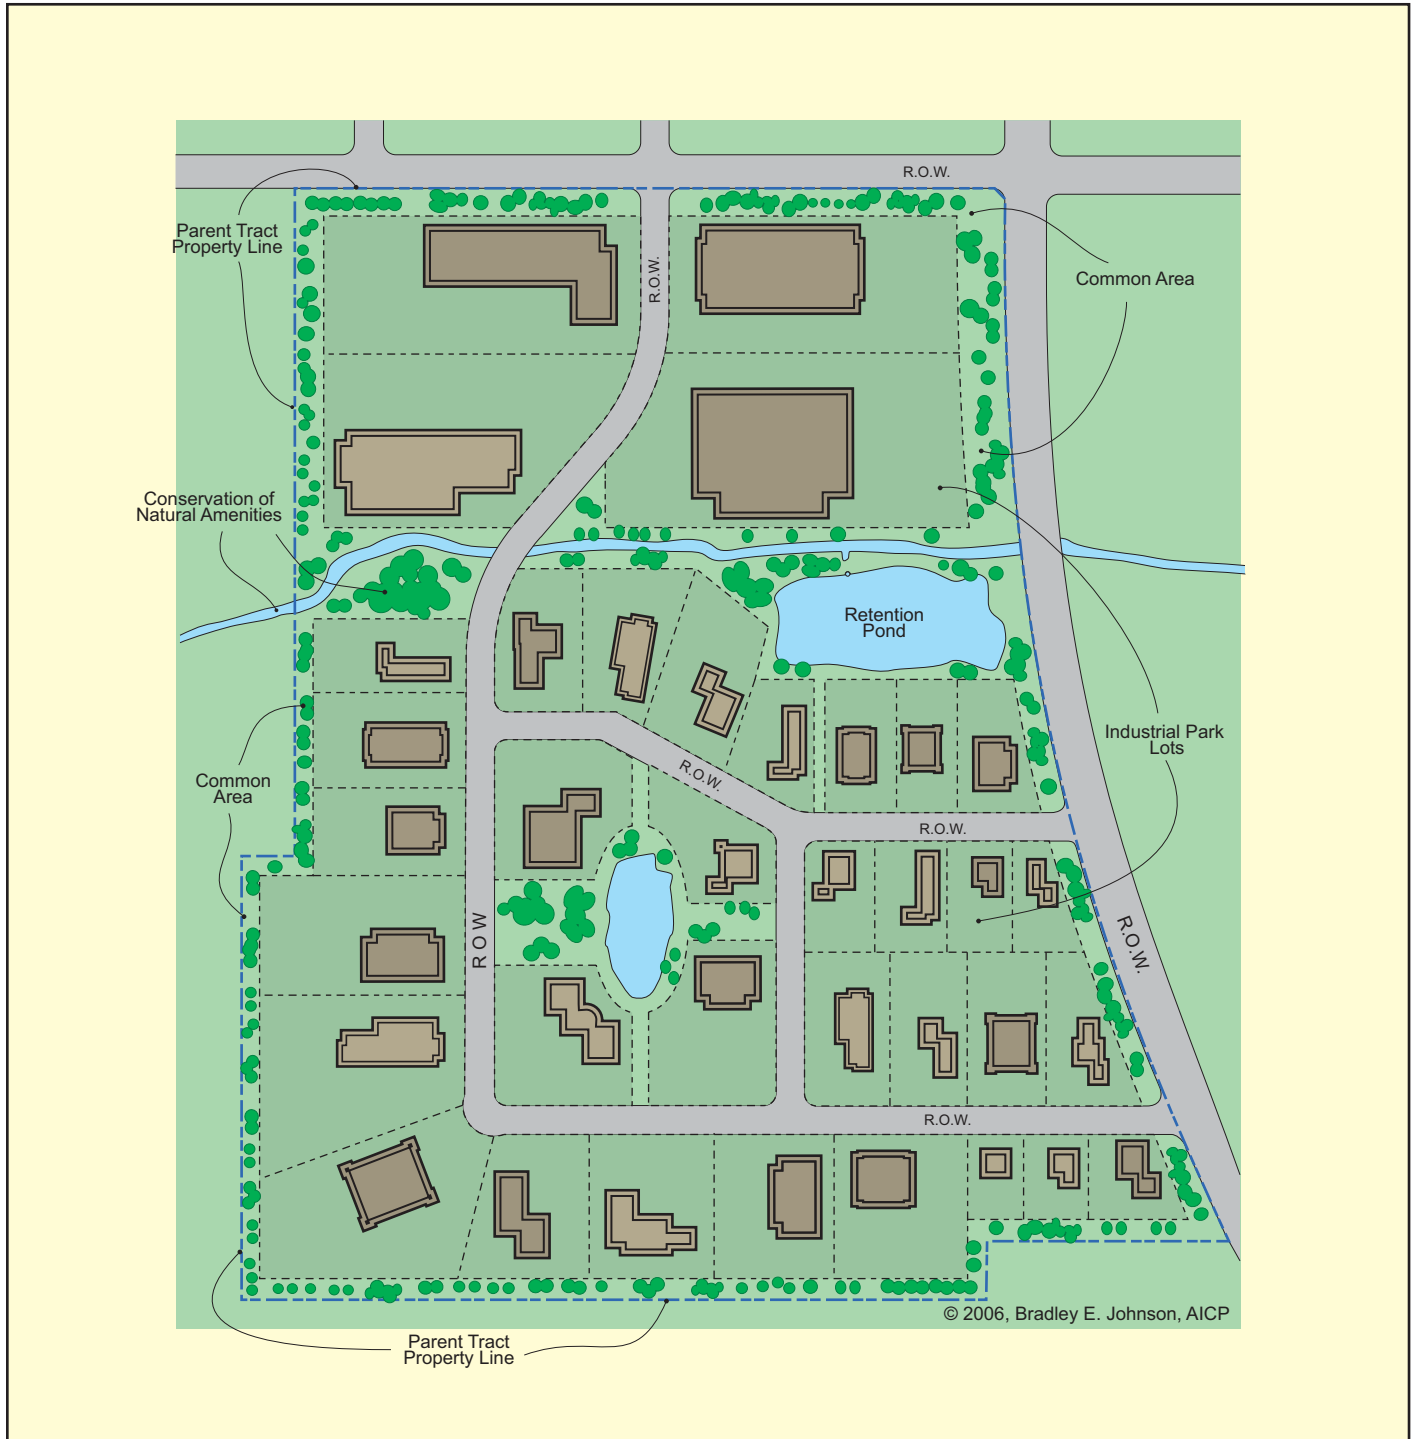 R.O.W.
Parent Tract
Property Line
R.O.W.
Common Area
Conservation of
Natural Amenities
Retention
Pond
Industrial Park
Lots
Common
Area
R.O.W.
R.O.W.
R O W
R.O.W.
R.O.W.
© 2006, Bradley E. Johnson, AICP
Parent Tract
Property Line